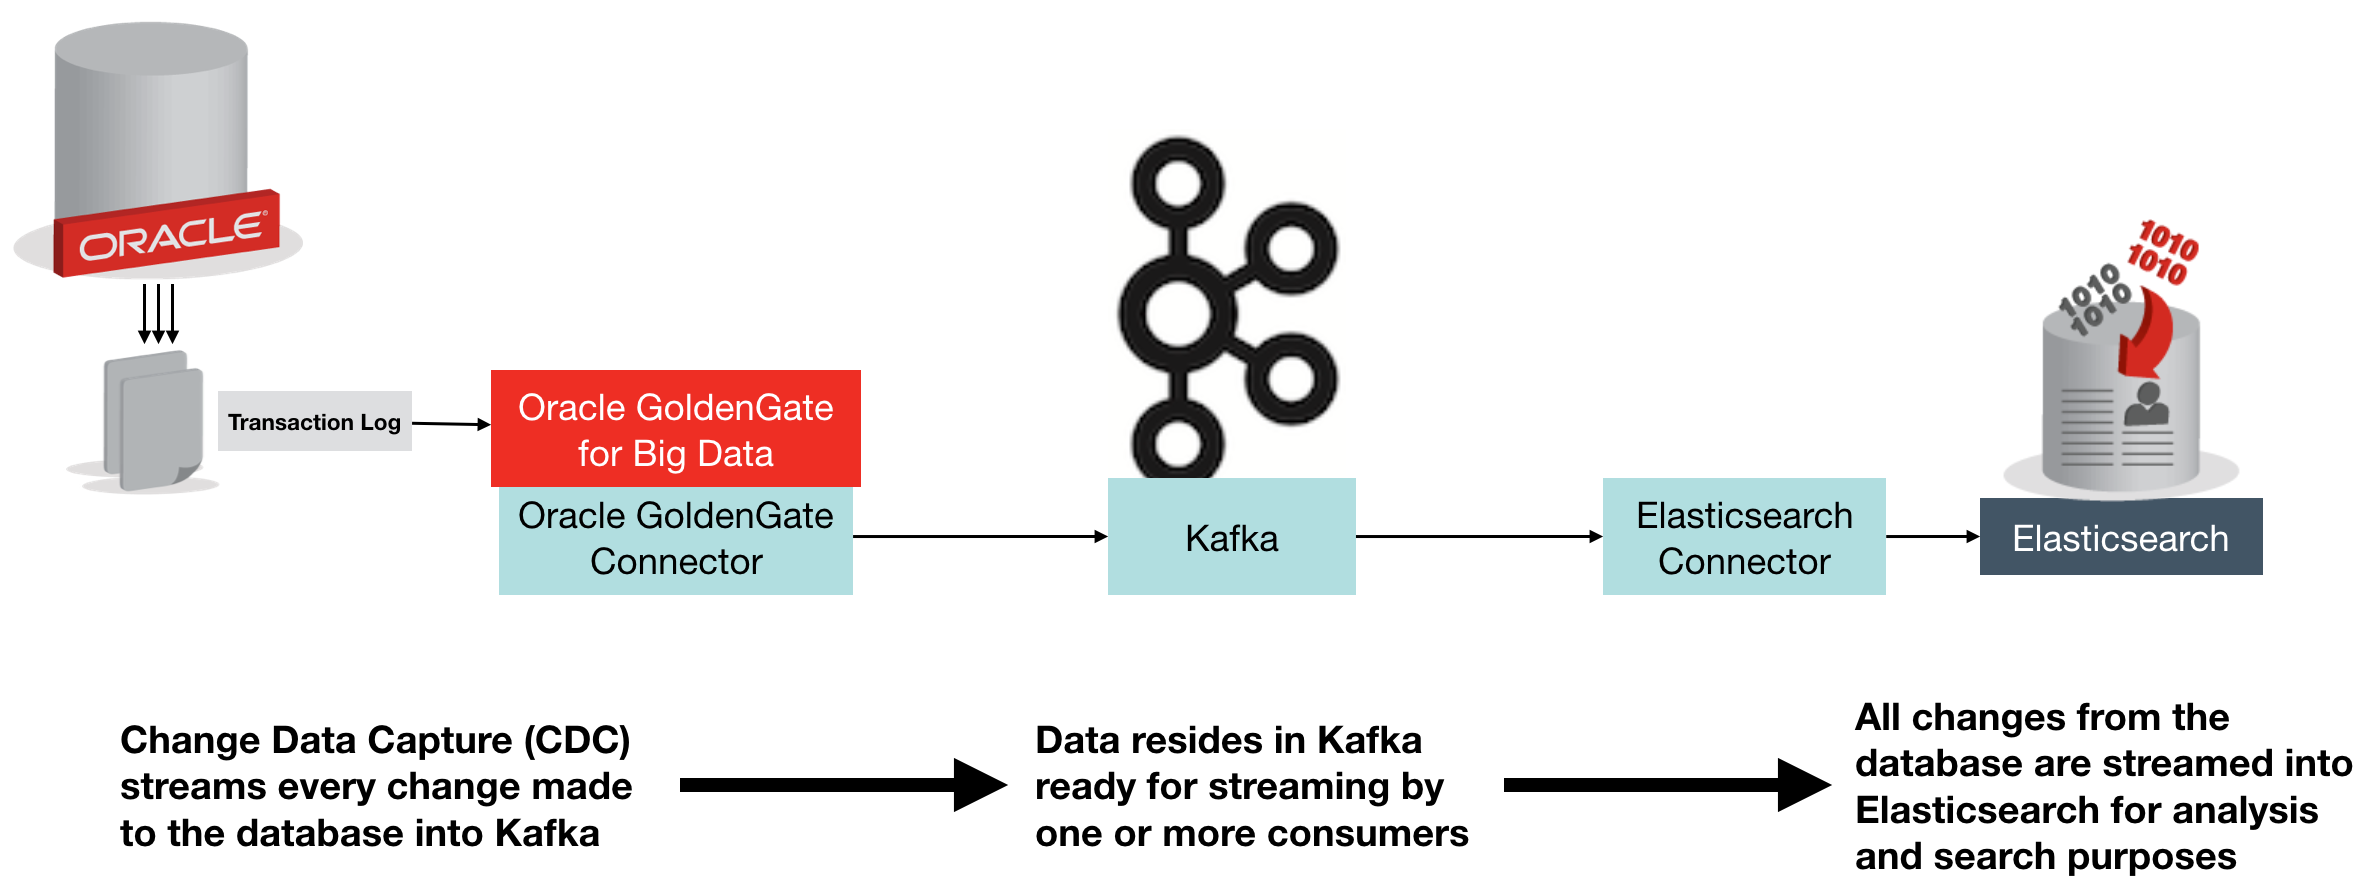 ORACLE®
1010
1010
1010
1010
Transaction Log
Oracle GoldenGate
for Big Data
Oracle GoldenGate
Connector
Kafka
Elasticsearch
Connector
Elasticsearch
Change Data Capture (CDC)
streams every change made
to the database into Kafka
Data resides in Kafka
ready for streaming by
one or more consumers
All changes from the
database are streamed into
Elasticsearch for analysis
and search purposes